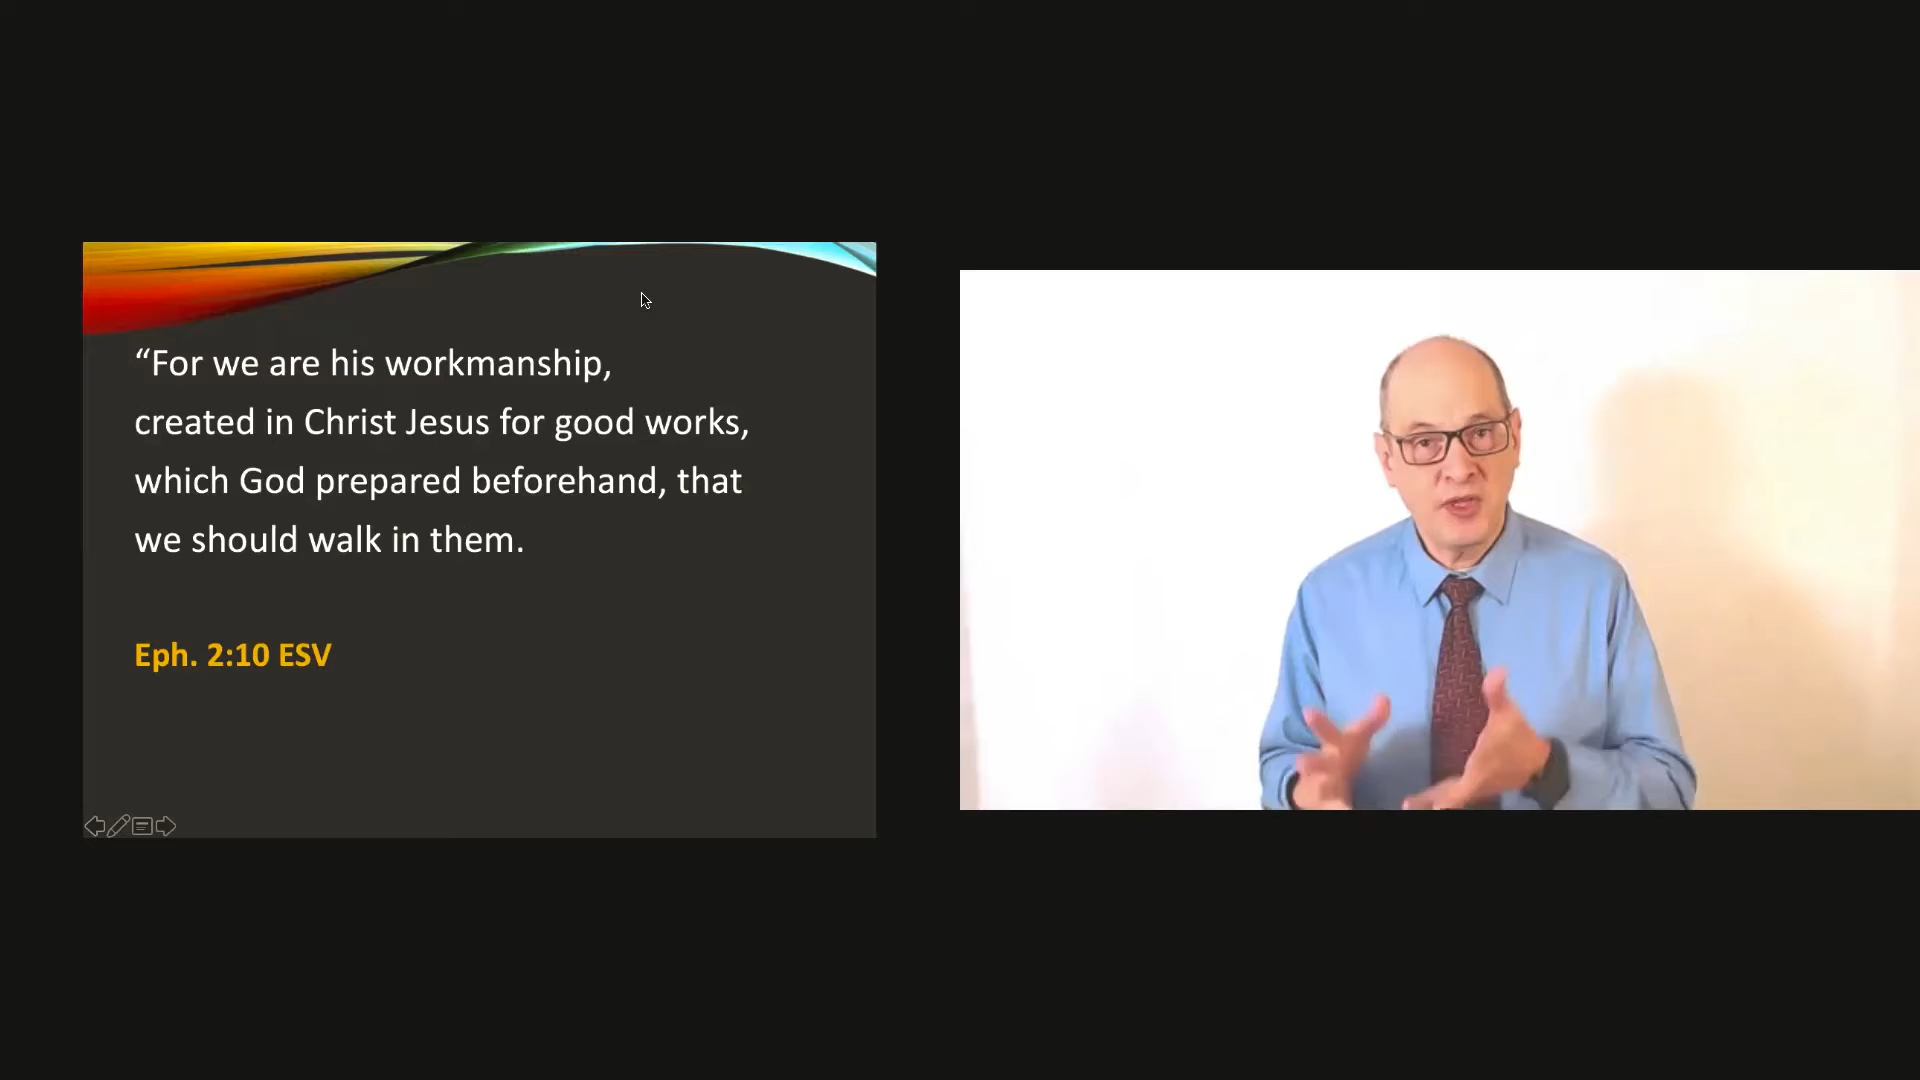 “For we are his workmanship,
created in Christ Jesus for good works,
which God prepared beforehand, that
we should walk in them.
Eph. 2:10 ESV